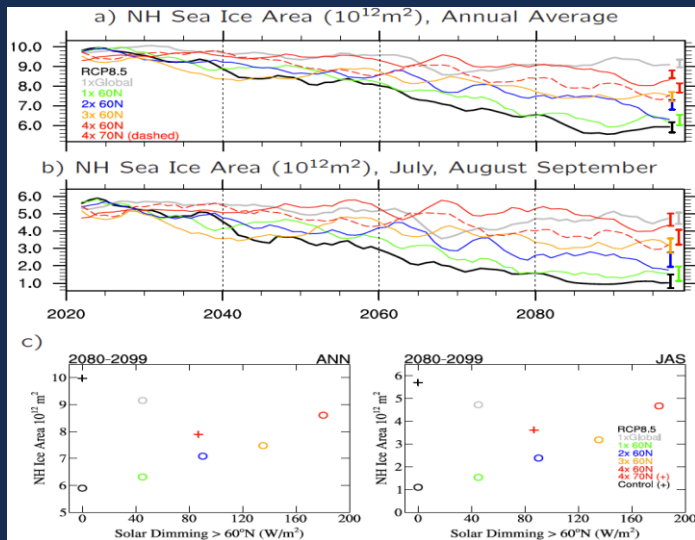 a) NH Sea Ice Area (10¹²m²), Annual Average
10.0
9.0
8.0
7.0
6.0
RCP8.5
1xGlobal
1x 60N
2x 60N
3x 60N
4x 60N
4x 70N (dashed)
b) NH Sea Ice Area (10¹²m²), July, August September
6.0
5.0
4.0
3.0
2.0
1.0
2020 2040 2060 2080
c)
2080-2099 ANN
NH Ice Area 10¹² m²
10
9
8
7
6
5
0 40 80 120 160 200
Solar Dimming > 60°N (W/m²)
2080-2099 JAS
NH Ice Area 10¹² m²
6
5
4
3
2
1
0
RCP8.5
1xGlobal
1x 60N
2x 60N
3x 60N
4x 60N
4x 70N (+)
Control (+)
0 40 80 120 160 200
Solar Dimming > 60°N (W/m²)